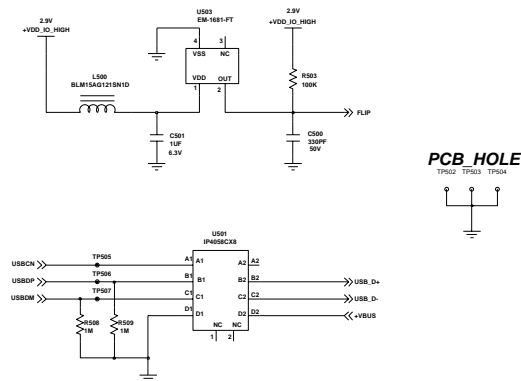 U503
EM-1681-FT
2.9V
+VDD_IO_HIGH
2.9V
+VDD_IO_HIGH
4
3
VSS
NC
VDD
OUT
1
2
L500
BLM15AG121SN1D
R503
100K
FLIP
C501
1UF
6.3V
C500
330PF
50V
PCB_HOLE
TP502 TP503 TP504
U501
IP4058CX8
USBCN
TP505
A1
A1
A2
A2
USBDP
TP506
B1
B1
B2
B2
USB_D+
USBDM
TP507
C1
C1
C2
C2
USB_D-
D1
D1
D2
D2
+VBUS
R508
1M
R509
1M
NC
NC
1
2